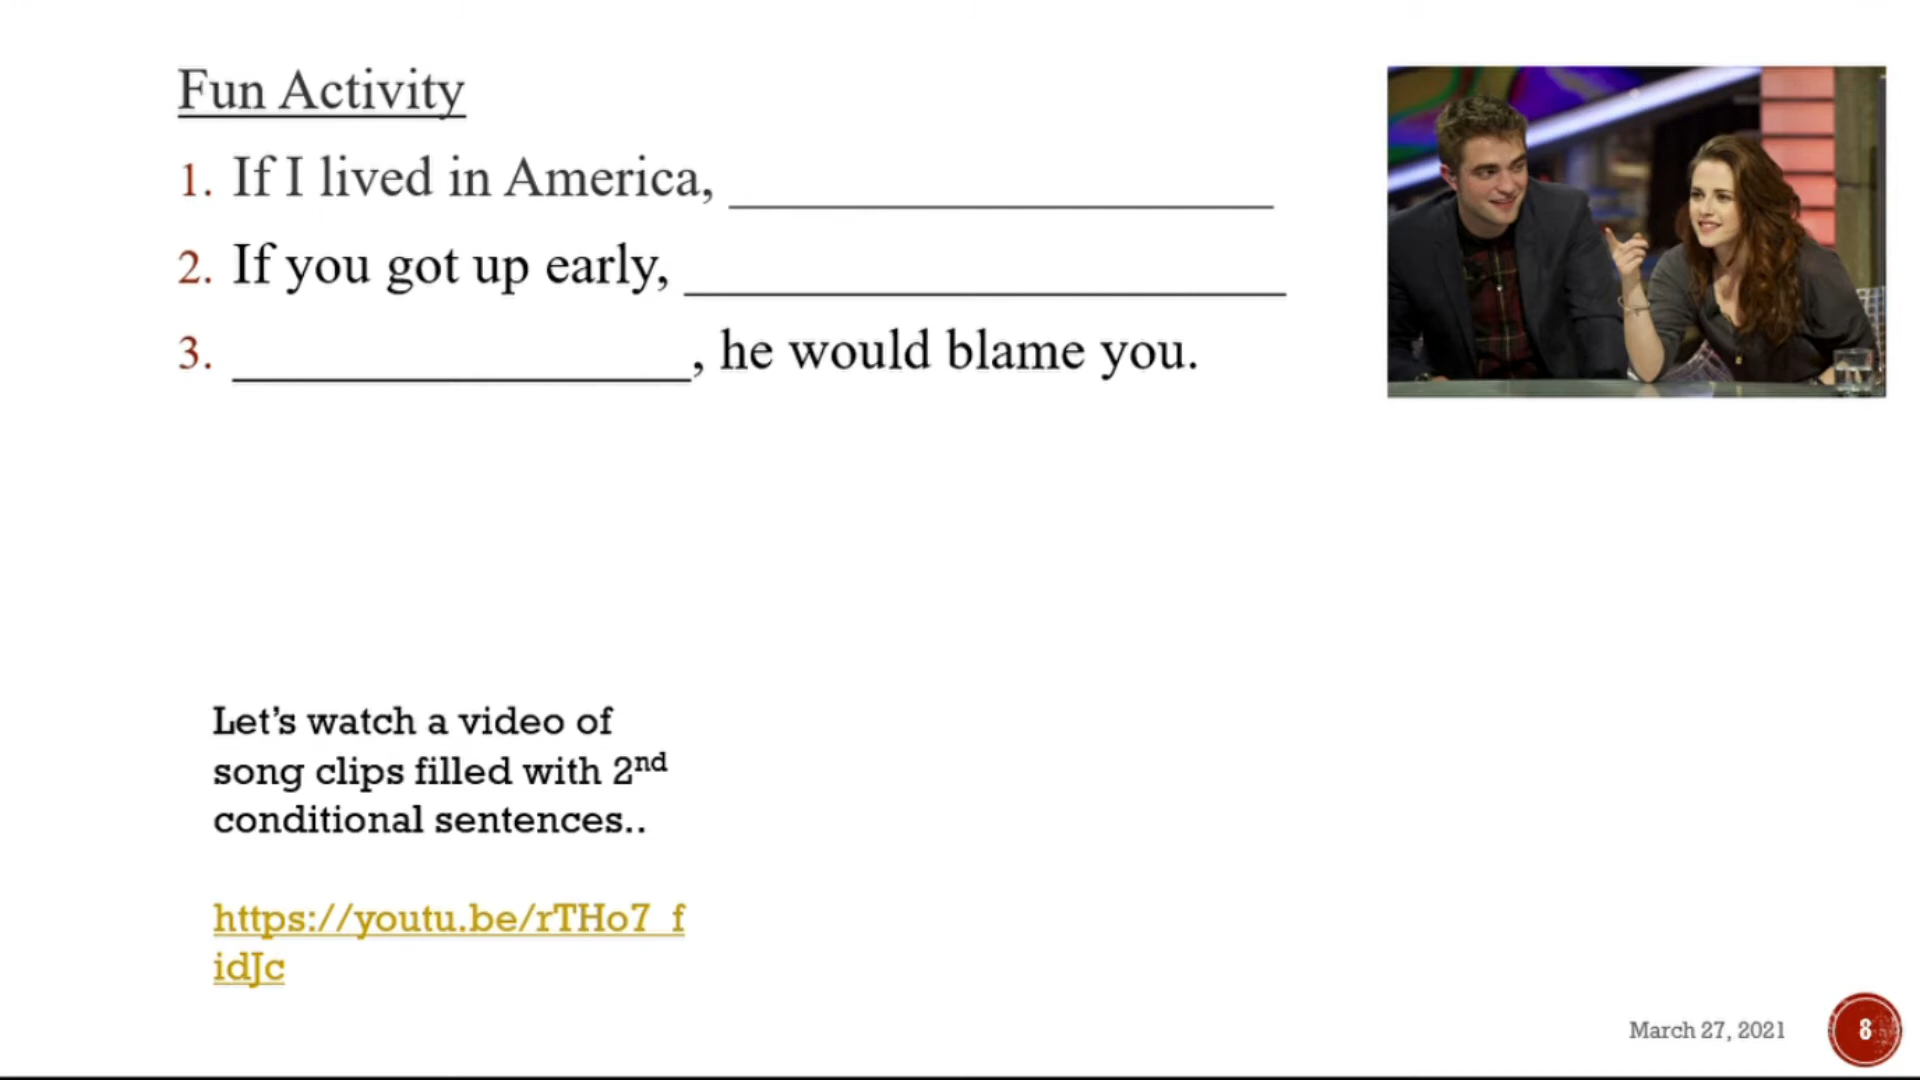 Fun Activity
1. If I lived in America, ____________________
2. If you got up early, ______________________
3. _________________, he would blame you.
Let's watch a video of
song clips filled with 2nd
conditional sentences..
https://youtu.be/rTHo7_f
idJc
March 27, 2021
8